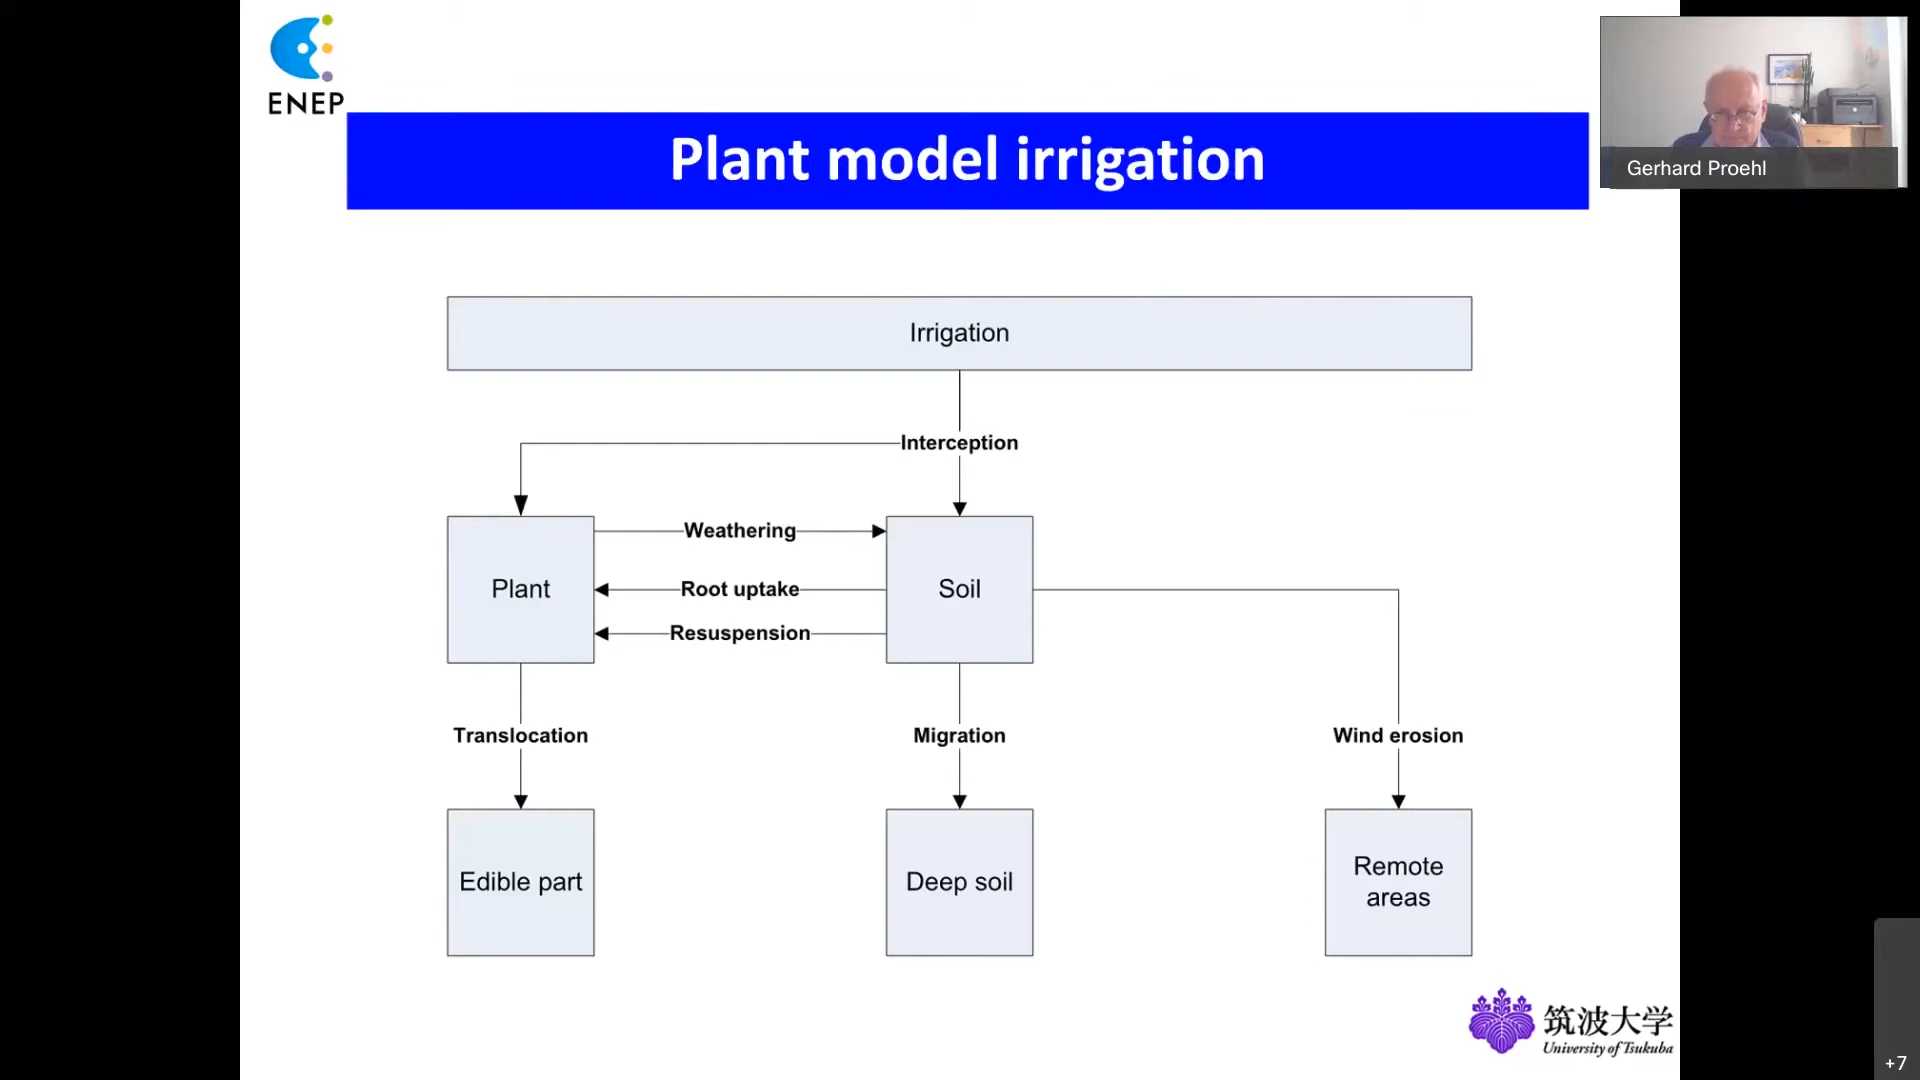 ENEP
Plant model irrigation
Gerhard Proehl
Irrigation
Interception
Weathering
Plant
Root uptake
Soil
Resuspension
Translocation
Migration
Wind erosion
Edible part
Deep soil
Remote
areas
筑波大学
University of Tsukuba
+7